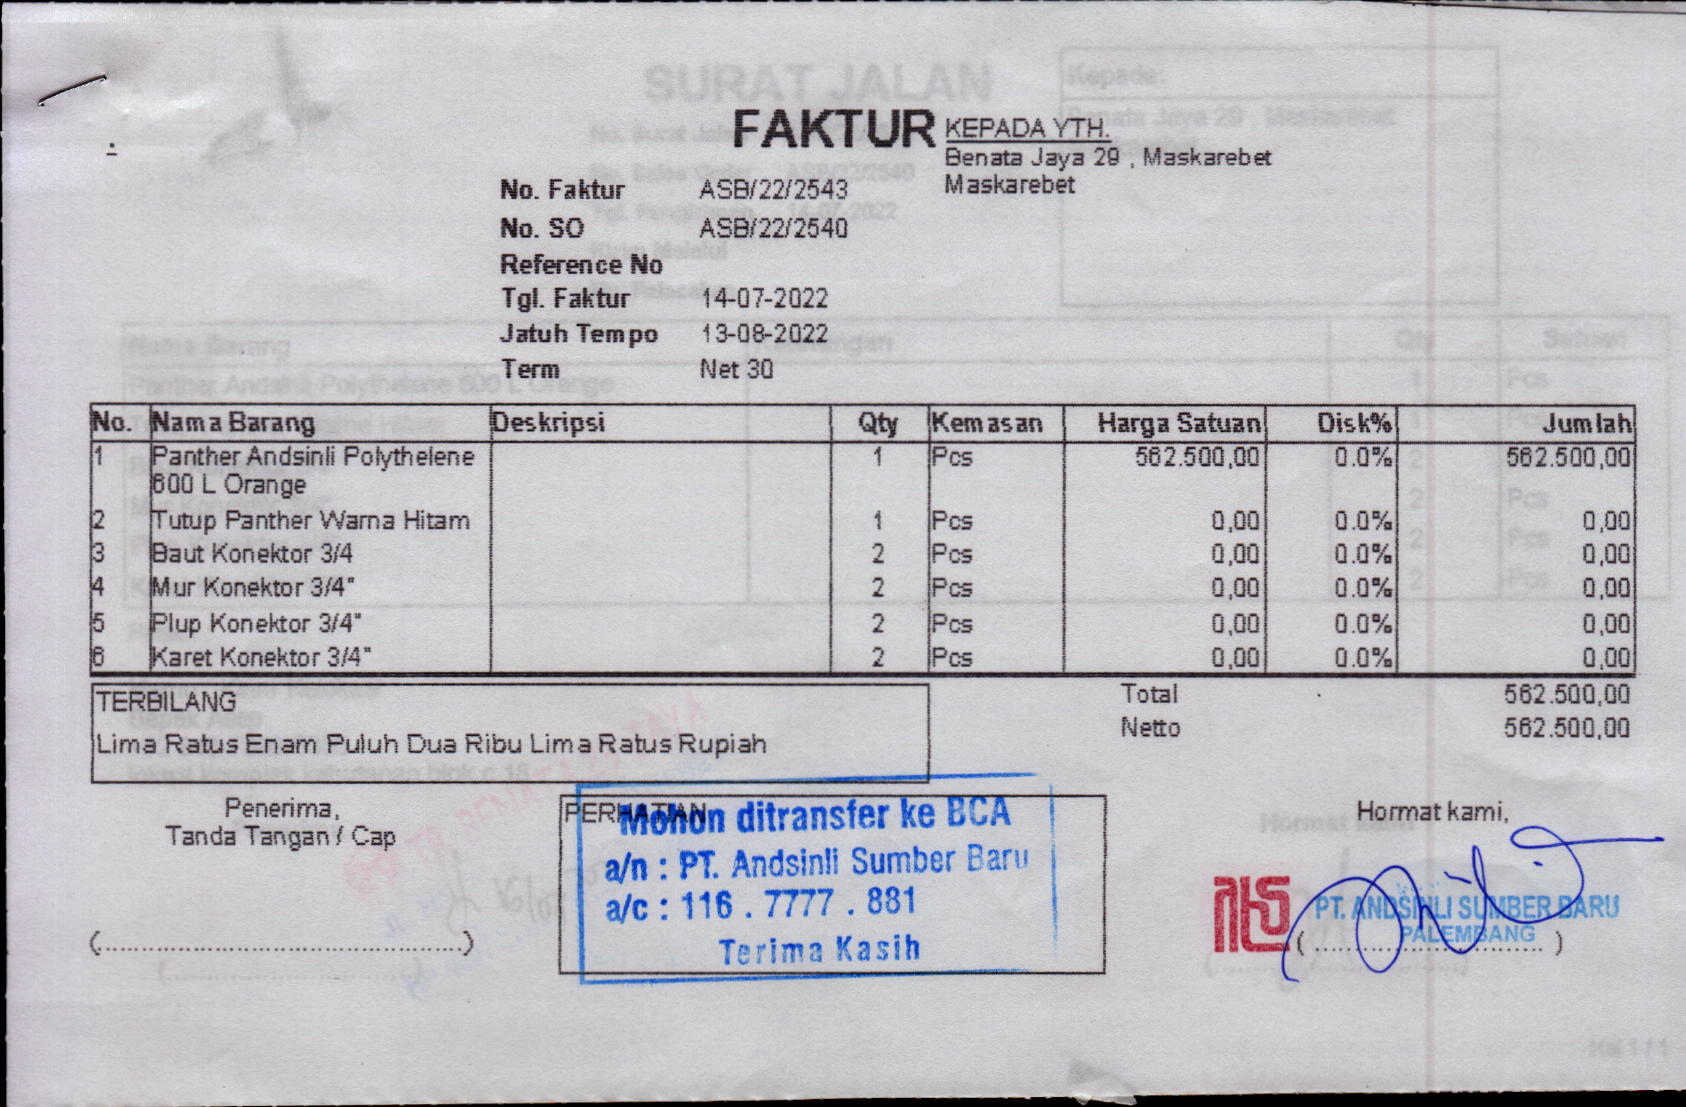 FAKTUR
KEPADA YTH.
Benata Jaya 29 , Maskarebet
Maskarebet
No. Faktur ASB/22/2543
No. SO ASB/22/2540
Reference No
Tgl. Faktur 14-07-2022
Jatuh Tempo 13-08-2022
Term Net 30
No. Nama Barang Deskripsi Qty Kemasan Harga Satuan Disk% Jumlah
1 Panther Andsinli Polythelene 1 Pcs 562.500,00 0.0% 562.500,00
600 L Orange
2 Tutup Panther Warna Hitam 1 Pcs 0,00 0.0% 0,00
3 Baut Konektor 3/4 2 Pcs 0,00 0.0% 0,00
4 Mur Konektor 3/4" 2 Pcs 0,00 0.0% 0,00
5 Plup Konektor 3/4" 2 Pcs 0,00 0.0% 0,00
6 Karet Konektor 3/4" 2 Pcs 0,00 0.0% 0,00
Total 562.500,00
Netto 562.500,00
TERBILANG
Lima Ratus Enam Puluh Dua Ribu Lima Ratus Rupiah
Penerima,
Tanda Tangan / Cap
(..........................................)
PERHATIAN
Mohon ditransfer ke BCA
a/n : PT. Andsinli Sumber Baru
a/c : 116 . 7777 . 881
Terima Kasih
Hormat kami,
PT. ANDSINLI SUMBER BARU
PALEMBANG
(..............................)
SURAT JALAN
Kepada:
Hal 1 / 1